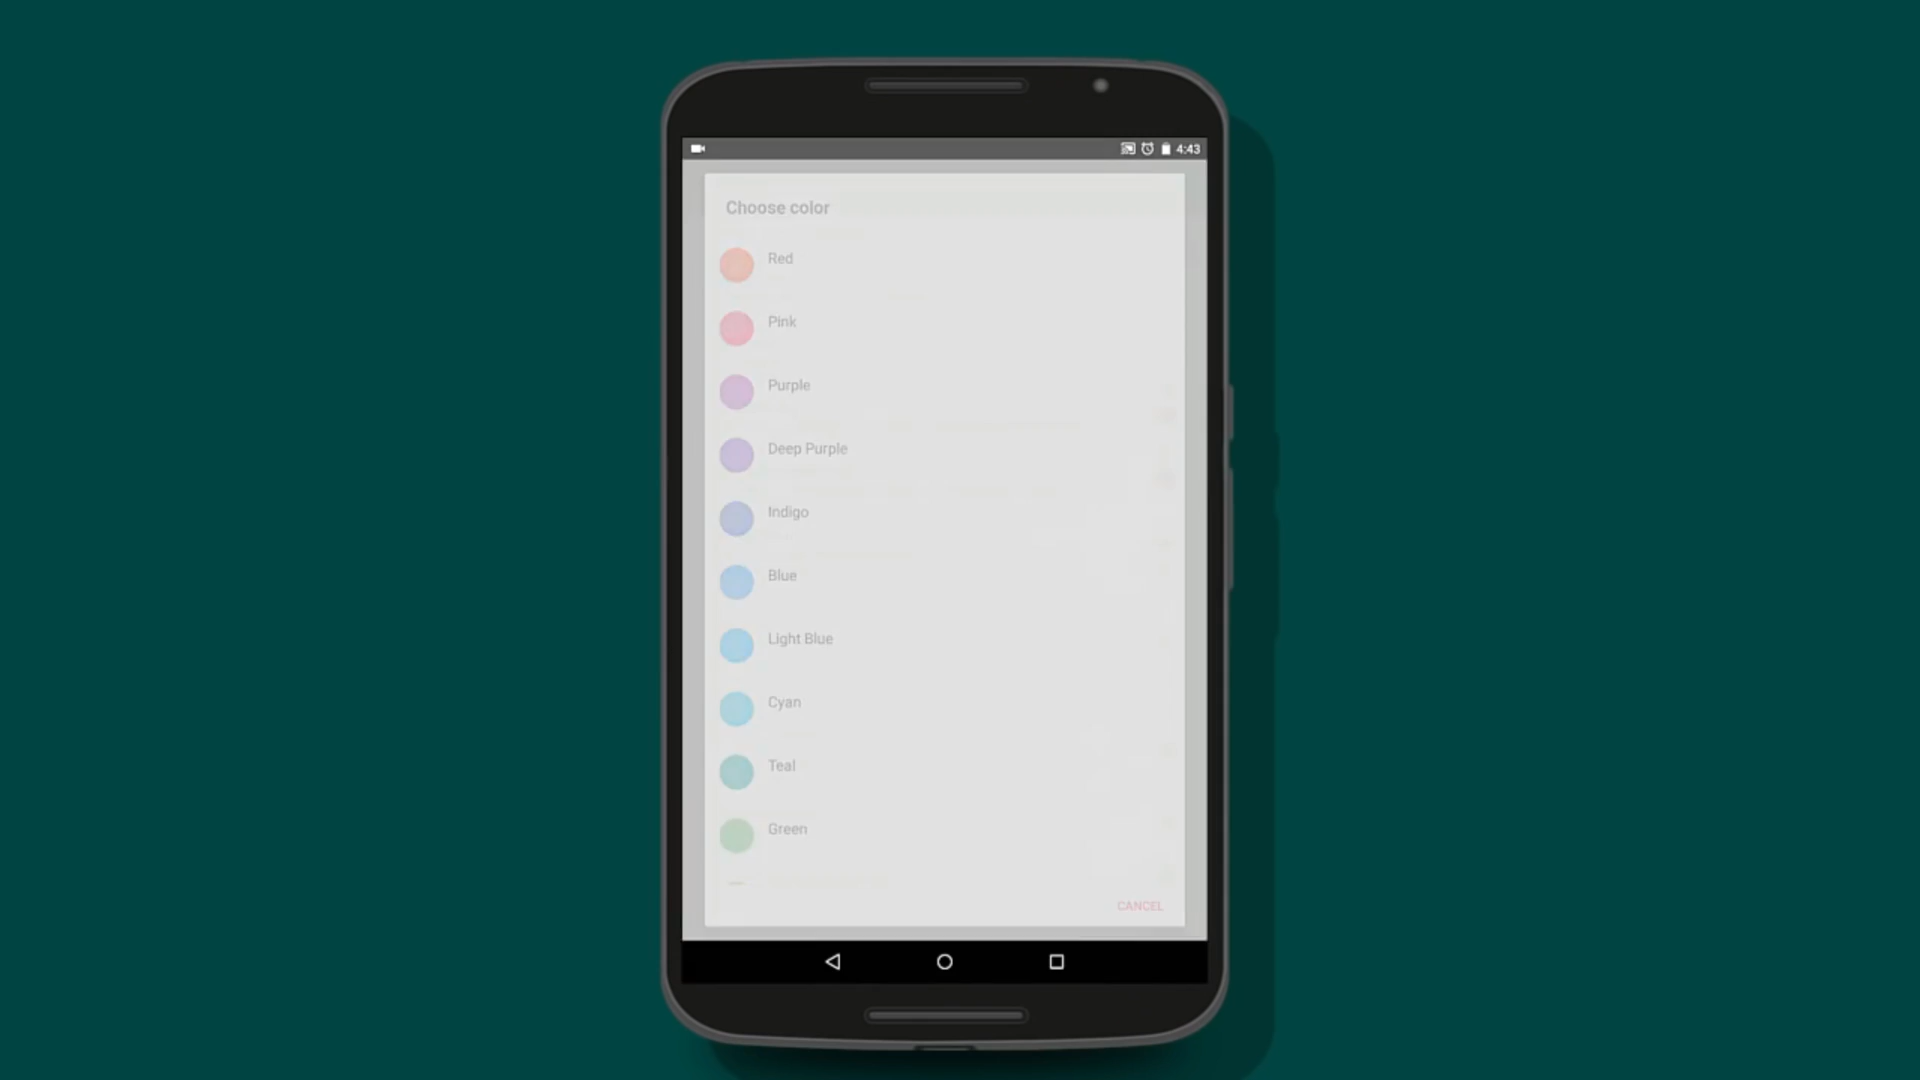 4:43
Choose color
Red
Pink
Purple
Deep Purple
Indigo
Blue
Light Blue
Cyan
Teal
Green
CANCEL